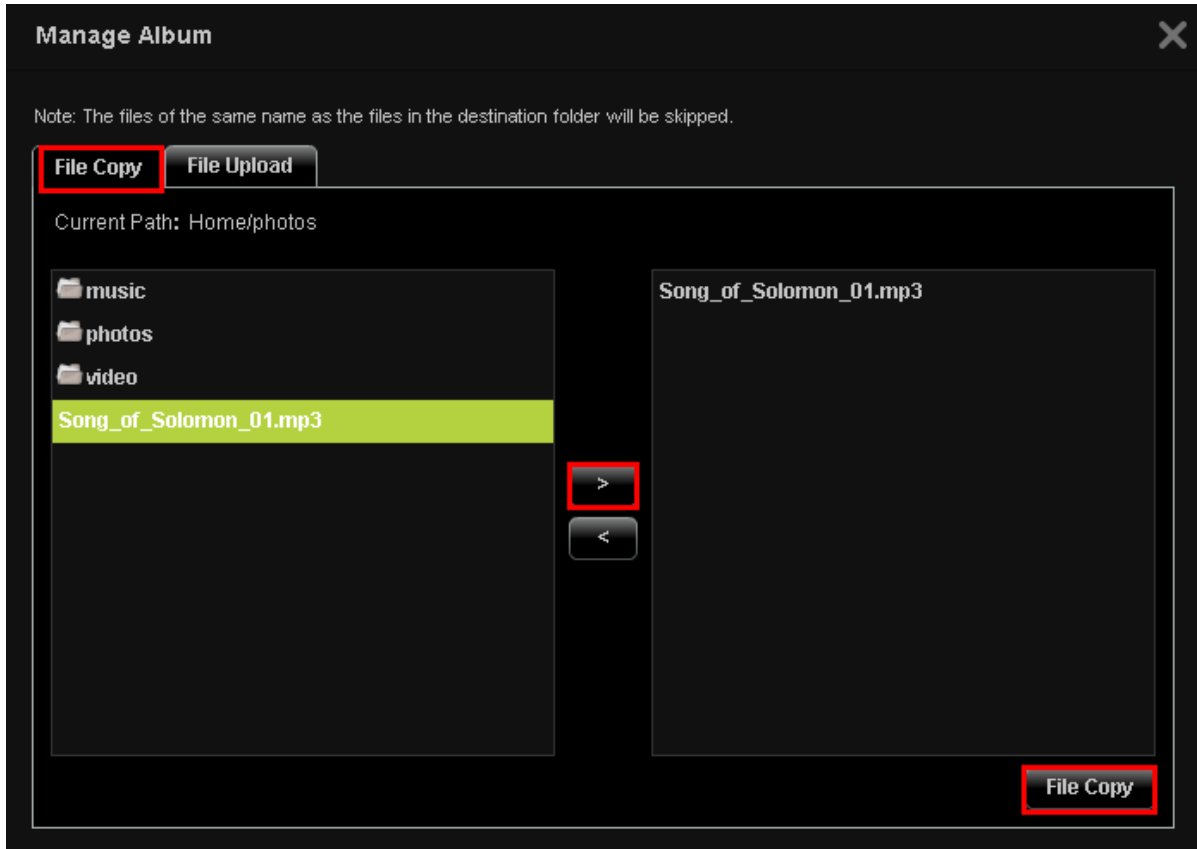 Manage Album
Note: The files of the same name as the files in the destination folder will be skipped.
File Copy
File Upload
Current Path: Home/photos
music
photos
video
Song_of_Solomon_01.mp3
>
<
Song_of_Solomon_01.mp3
File Copy